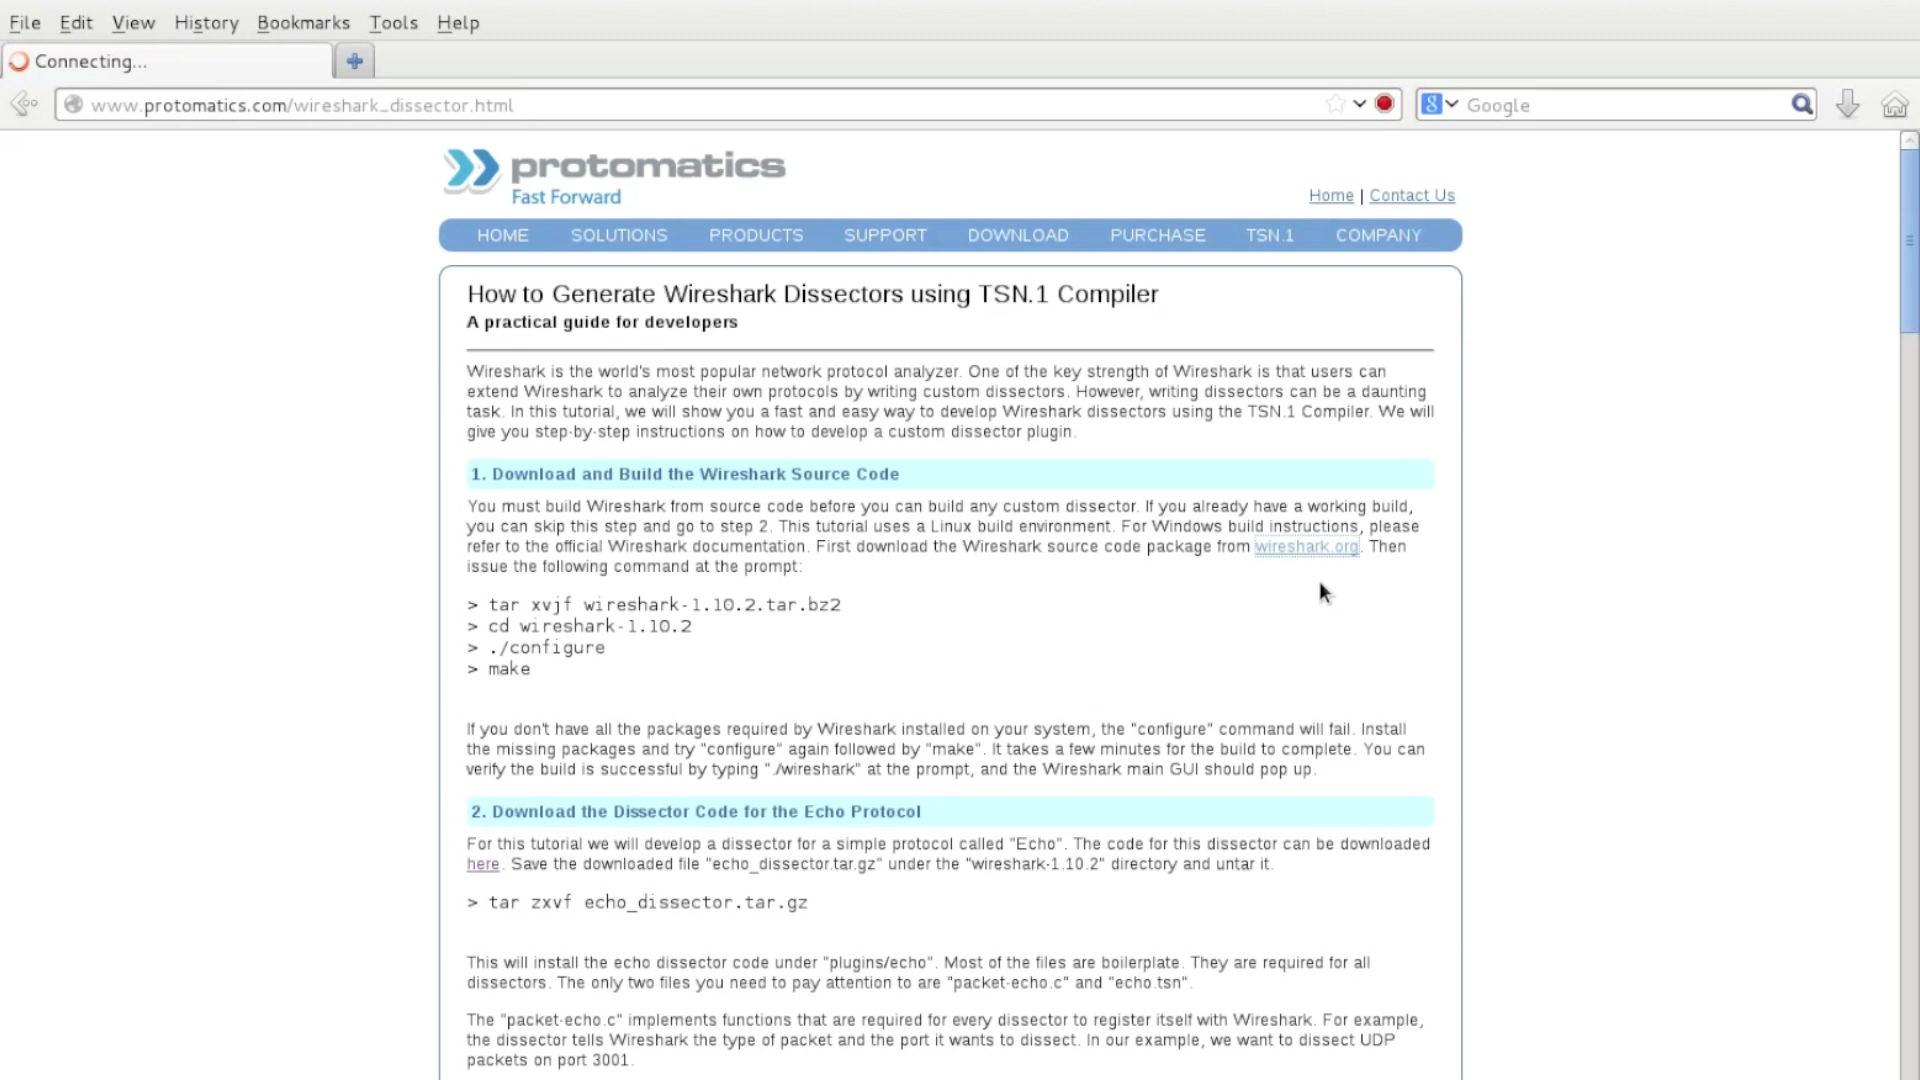 File Edit View History Bookmarks Tools Help
Connecting...
www.protomatics.com/wireshark_dissector.html
Google
protomatics
Fast Forward
Home | Contact Us
HOME SOLUTIONS PRODUCTS SUPPORT DOWNLOAD PURCHASE TSN.1 COMPANY
How to Generate Wireshark Dissectors using TSN.1 Compiler
A practical guide for developers
Wireshark is the world's most popular network protocol analyzer. One of the key strength of Wireshark is that users can
extend Wireshark to analyze their own protocols by writing custom dissectors. However, writing dissectors can be a daunting
task. In this tutorial, we will show you a fast and easy way to develop Wireshark dissectors using the TSN.1 Compiler. We will
give you step-by-step instructions on how to develop a custom dissector plugin.
1. Download and Build the Wireshark Source Code
You must build Wireshark from source code before you can build any custom dissector. If you already have a working build,
you can skip this step and go to step 2. This tutorial uses a Linux build environment. For Windows build instructions, please
refer to the official Wireshark documentation. First download the Wireshark source code package from wireshark.org. Then
issue the following command at the prompt:
> tar xvjf wireshark-1.10.2.tar.bz2
> cd wireshark-1.10.2
> ./configure
> make
If you don't have all the packages required by Wireshark installed on your system, the "configure" command will fail. Install
the missing packages and try "configure" again followed by "make". It takes a few minutes for the build to complete. You can
verify the build is successful by typing "./wireshark" at the prompt, and the Wireshark main GUI should pop up.
2. Download the Dissector Code for the Echo Protocol
For this tutorial we will develop a dissector for a simple protocol called "Echo". The code for this dissector can be downloaded
here. Save the downloaded file "echo_dissector.tar.gz" under the "wireshark-1.10.2" directory and untar it.
> tar zxvf echo_dissector.tar.gz
This will install the echo dissector code under "plugins/echo". Most of the files are boilerplate. They are required for all
dissectors. The only two files you need to pay attention to are "packet-echo.c" and "echo.tsn".
The "packet-echo.c" implements functions that are required for every dissector to register itself with Wireshark. For example,
the dissector tells Wireshark the type of packet and the port it wants to dissect. In our example, we want to dissect UDP
packets on port 3001.